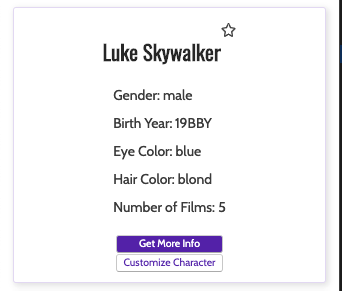 Luke Skywalker
Gender: male
Birth Year: 19BBY
Eye Color: blue
Hair Color: blond
Number of Films: 5
Get More Info
Customize Character